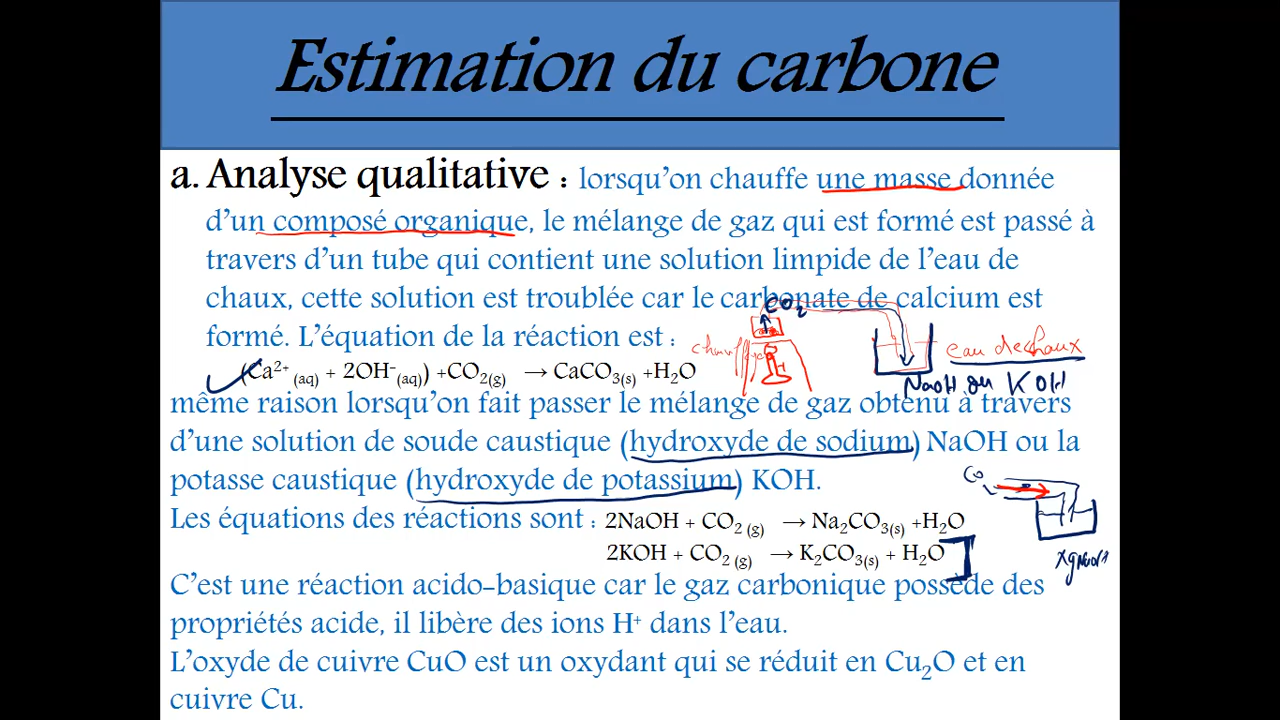 Estimation du carbone
a. Analyse qualitative : lorsqu'on chauffe une masse donnée
d'un composé organique, le mélange de gaz qui est formé est passé à
travers d'un tube qui contient une solution limpide de l'eau de
chaux, cette solution est troublée car le carbonate de calcium est
CO₂
formé. L'équation de la réaction est :
eau de chaux
(Ca²⁺ (aq) + 2OH⁻(aq)) +CO₂(g) → CaCO₃(s) +H₂O
NaOH ou KOH
même raison lorsqu'on fait passer le mélange de gaz obtenu à travers
d'une solution de soude caustique (hydroxyde de sodium) NaOH ou la
potasse caustique (hydroxyde de potassium) KOH.
CO₂
Les équations des réactions sont : 2NaOH + CO₂ (g) → Na₂CO₃(s) +H₂O
2KOH + CO₂ (g) → K₂CO₃(s) + H₂O
C'est une réaction acido-basique car le gaz carbonique possède des
propriétés acide, il libère des ions H⁺ dans l'eau.
L'oxyde de cuivre CuO est un oxydant qui se réduit en Cu₂O et en
cuivre Cu.